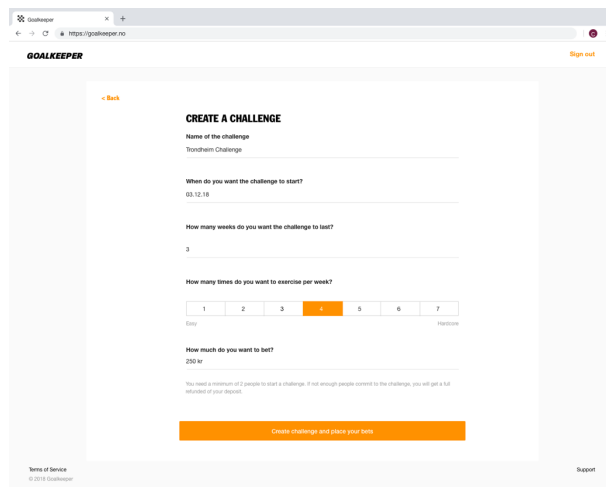 Goalkeeper
https://goalkeeper.no
GOALKEEPER
Sign out
< Back
CREATE A CHALLENGE
Name of the challenge
Trondheim Challenge
When do you want the challenge to start?
03.12.18
How many weeks do you want the challenge to last?
3
How many times do you want to exercise per week?
1 2 3 4 5 6 7
Easy Hardcore
How much do you want to bet?
250 kr
You need a minimum of 2 people to start a challenge. If not enough people commit to the challenge, you will get a full
refunded of your deposit.
Create challenge and place your bets
Terms of Service Support
© 2018 Goalkeeper